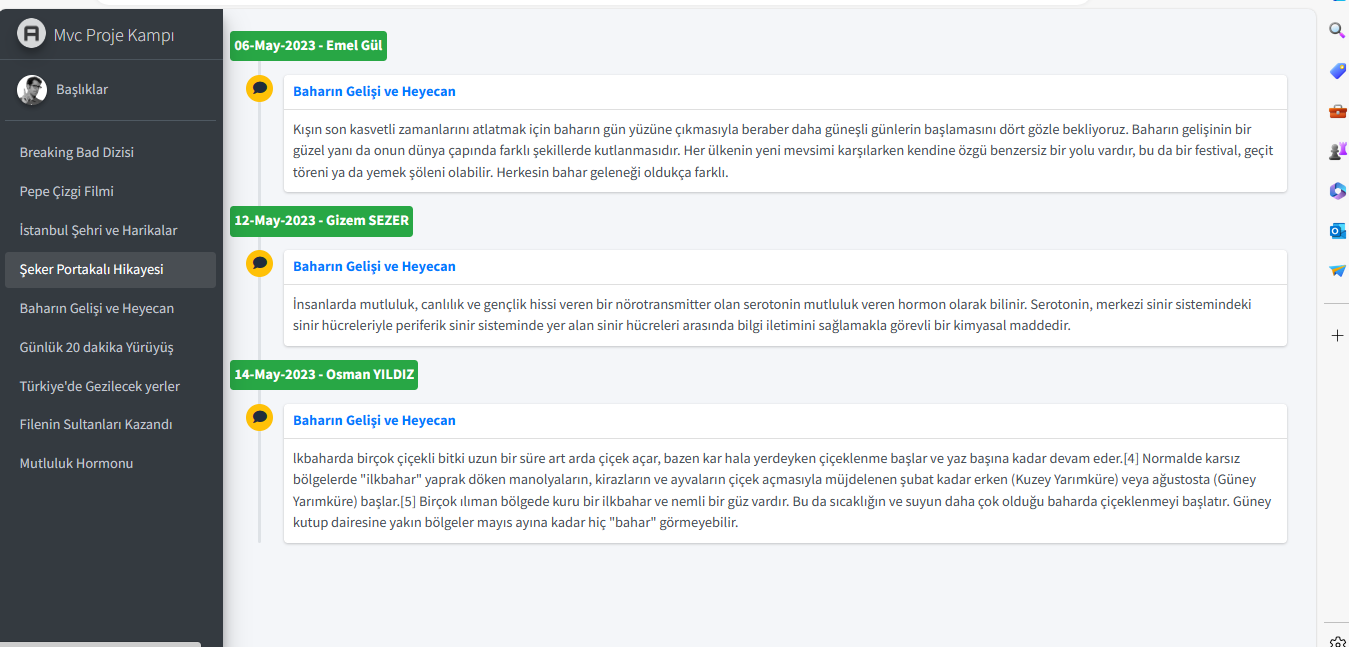 Mvc Proje Kampı
Başlıklar
Breaking Bad Dizisi
Pepe Çizgi Filmi
İstanbul Şehri ve Harikalar
Şeker Portakalı Hikayesi
Baharın Gelişi ve Heyecan
Günlük 20 dakika Yürüyüş
Türkiye'de Gezilecek yerler
Filenin Sultanları Kazandı
Mutluluk Hormonu
06-May-2023 - Emel Gül
Baharın Gelişi ve Heyecan
Kışın son kasvetli zamanlarını atlatmak için baharın gün yüzüne çıkmasıyla beraber daha güneşli günlerin başlamasını dört gözle bekliyoruz. Baharın gelişinin bir
güzel yanı da onun dünya çapında farklı şekillerde kutlanmasıdır. Her ülkenin yeni mevsimi karşılarken kendine özgü benzersiz bir yolu vardır, bu da bir festival, geçit
töreni ya da yemek şöleni olabilir. Herkesin bahar geleneği oldukça farklı.
12-May-2023 - Gizem SEZER
Baharın Gelişi ve Heyecan
İnsanlarda mutluluk, canlılık ve gençlik hissi veren bir nörotransmitter olan serotonin mutluluk veren hormon olarak bilinir. Serotonin, merkezi sinir sistemindeki
sinir hücreleriyle periferik sinir sisteminde yer alan sinir hücreleri arasında bilgi iletimini sağlamakla görevli bir kimyasal maddedir.
14-May-2023 - Osman YILDIZ
Baharın Gelişi ve Heyecan
lkbaharda birçok çiçekli bitki uzun bir süre art arda çiçek açar, bazen kar hala yerdeyken çiçeklenme başlar ve yaz başına kadar devam eder.[4] Normalde karsız
bölgelerde "ilkbahar" yaprak döken manolyaların, kirazların ve ayvaların çiçek açmasıyla müjdelenen şubat kadar erken (Kuzey Yarımküre) veya ağustosta (Güney
Yarımküre) başlar.[5] Birçok ılıman bölgede kuru bir ilkbahar ve nemli bir güz vardır. Bu da sıcaklığın ve suyun daha çok olduğu baharda çiçeklenmeyi başlatır. Güney
kutup dairesine yakın bölgeler mayıs ayına kadar hiç "bahar" görmeyebilir.